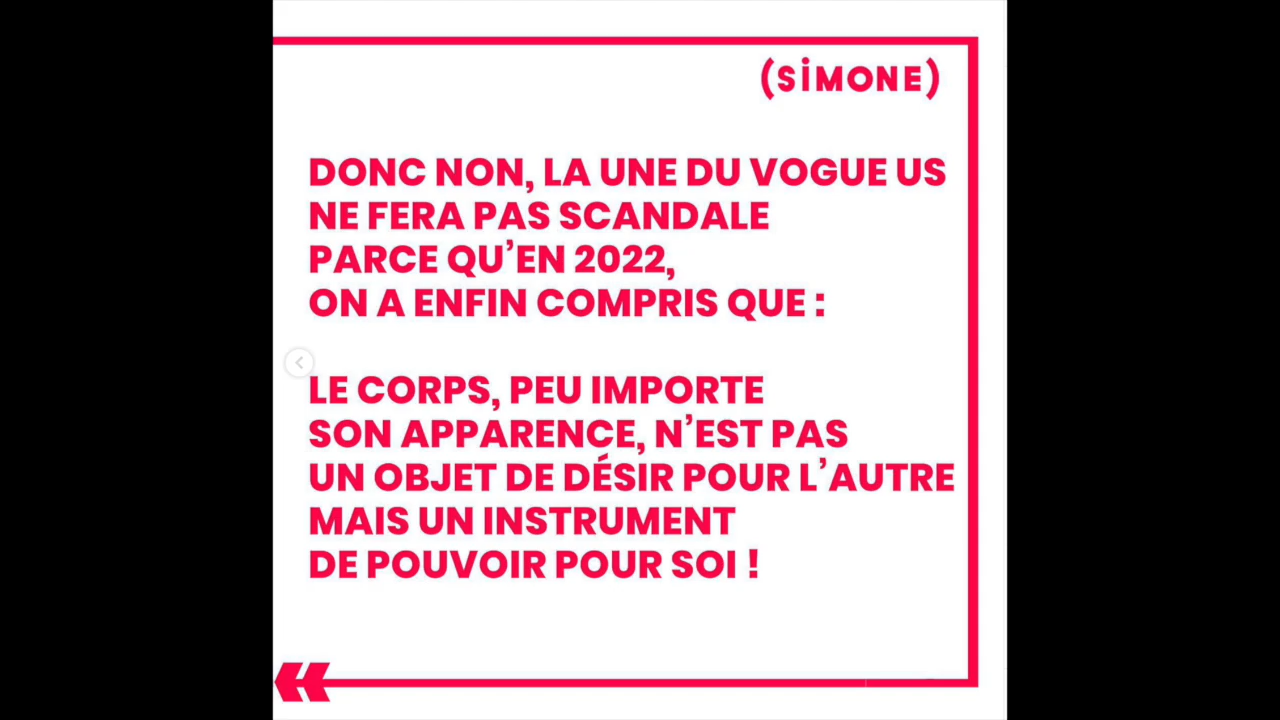 (SiMONE)
DONC NON, LA UNE DU VOGUE US
NE FERA PAS SCANDALE
PARCE QU'EN 2022,
ON A ENFIN COMPRIS QUE :
LE CORPS, PEU IMPORTE
SON APPARENCE, N'EST PAS
UN OBJET DE DÉSIR POUR L'AUTRE
MAIS UN INSTRUMENT
DE POUVOIR POUR SOI !